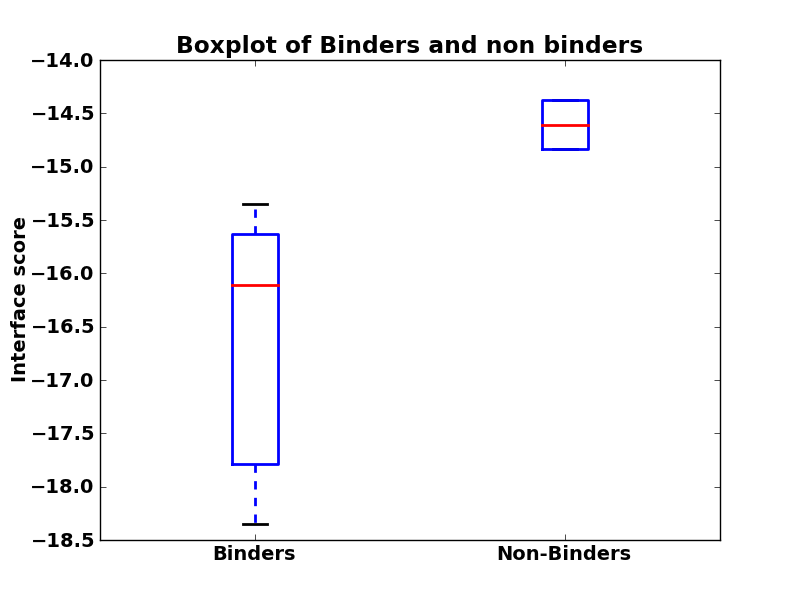 Boxplot of Binders and non binders
Interface score
−14.0
−14.5
−15.0
−15.5
−16.0
−16.5
−17.0
−17.5
−18.0
−18.5
Binders
Non-Binders